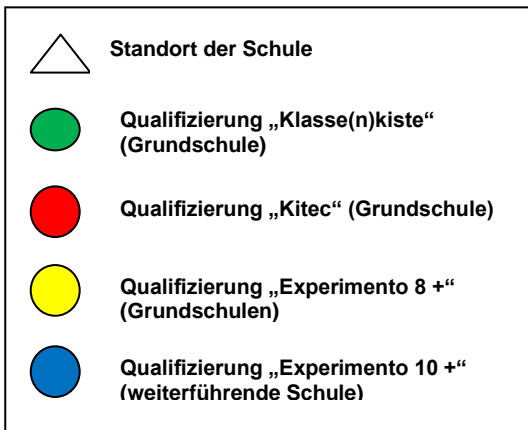 Standort der Schule
Qualifizierung „Klasse(n)kiste“
(Grundschule)
Qualifizierung „Kitec“ (Grundschule)
Qualifizierung „Experimento 8 +“
(Grundschulen)
Qualifizierung „Experimento 10 +“
(weiterführende Schule)